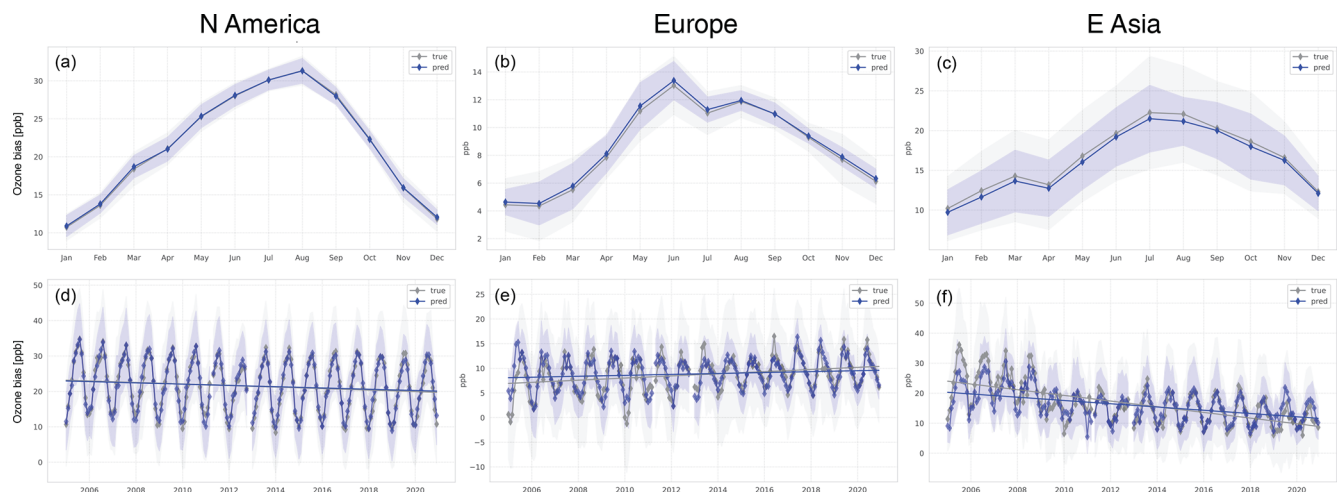 N America
Europe
E Asia
(a)
true
pred
Ozone bias [ppb]
30
25
20
15
10
Jan Feb Mar Apr May Jun Jul Aug Sep Oct Nov Dec
(b)
true
pred
ppb
14
12
10
8
6
4
2
Jan Feb Mar Apr May Jun Jul Aug Sep Oct Nov Dec
(c)
true
pred
ppb
30
25
20
15
10
Jan Feb Mar Apr May Jun Jul Aug Sep Oct Nov Dec
(d)
true
pred
Ozone bias [ppb]
50
40
30
20
10
0
2006 2008 2010 2012 2014 2016 2018 2020
(e)
true
pred
ppb
25
20
15
10
5
0
−5
−10
2006 2008 2010 2012 2014 2016 2018 2020
(f)
true
pred
ppb
50
40
30
20
10
0
2006 2008 2010 2012 2014 2016 2018 2020